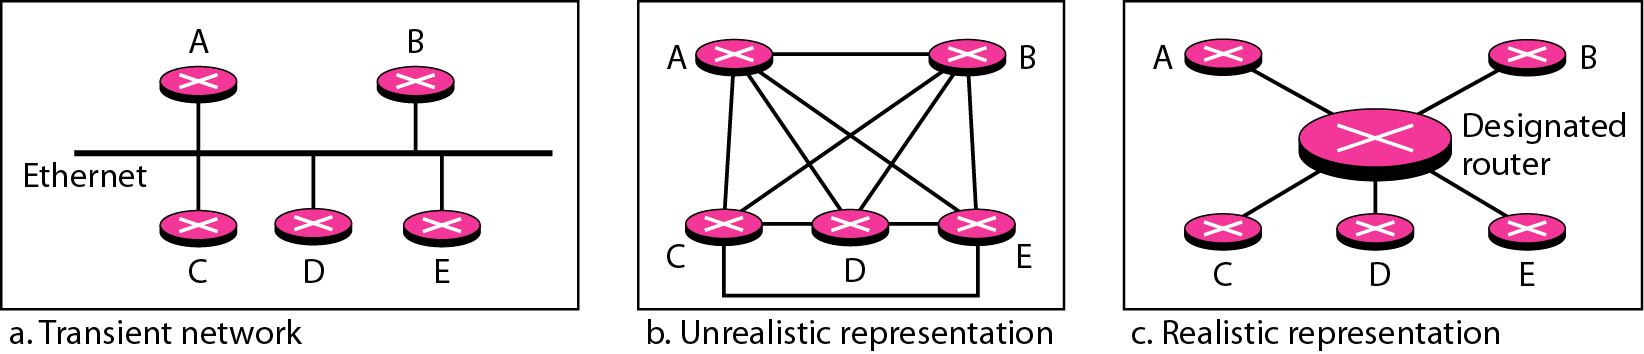 A B
Ethernet
C D E
a. Transient network
A B
C D E
b. Unrealistic representation
A B
Designated
router
C D E
c. Realistic representation